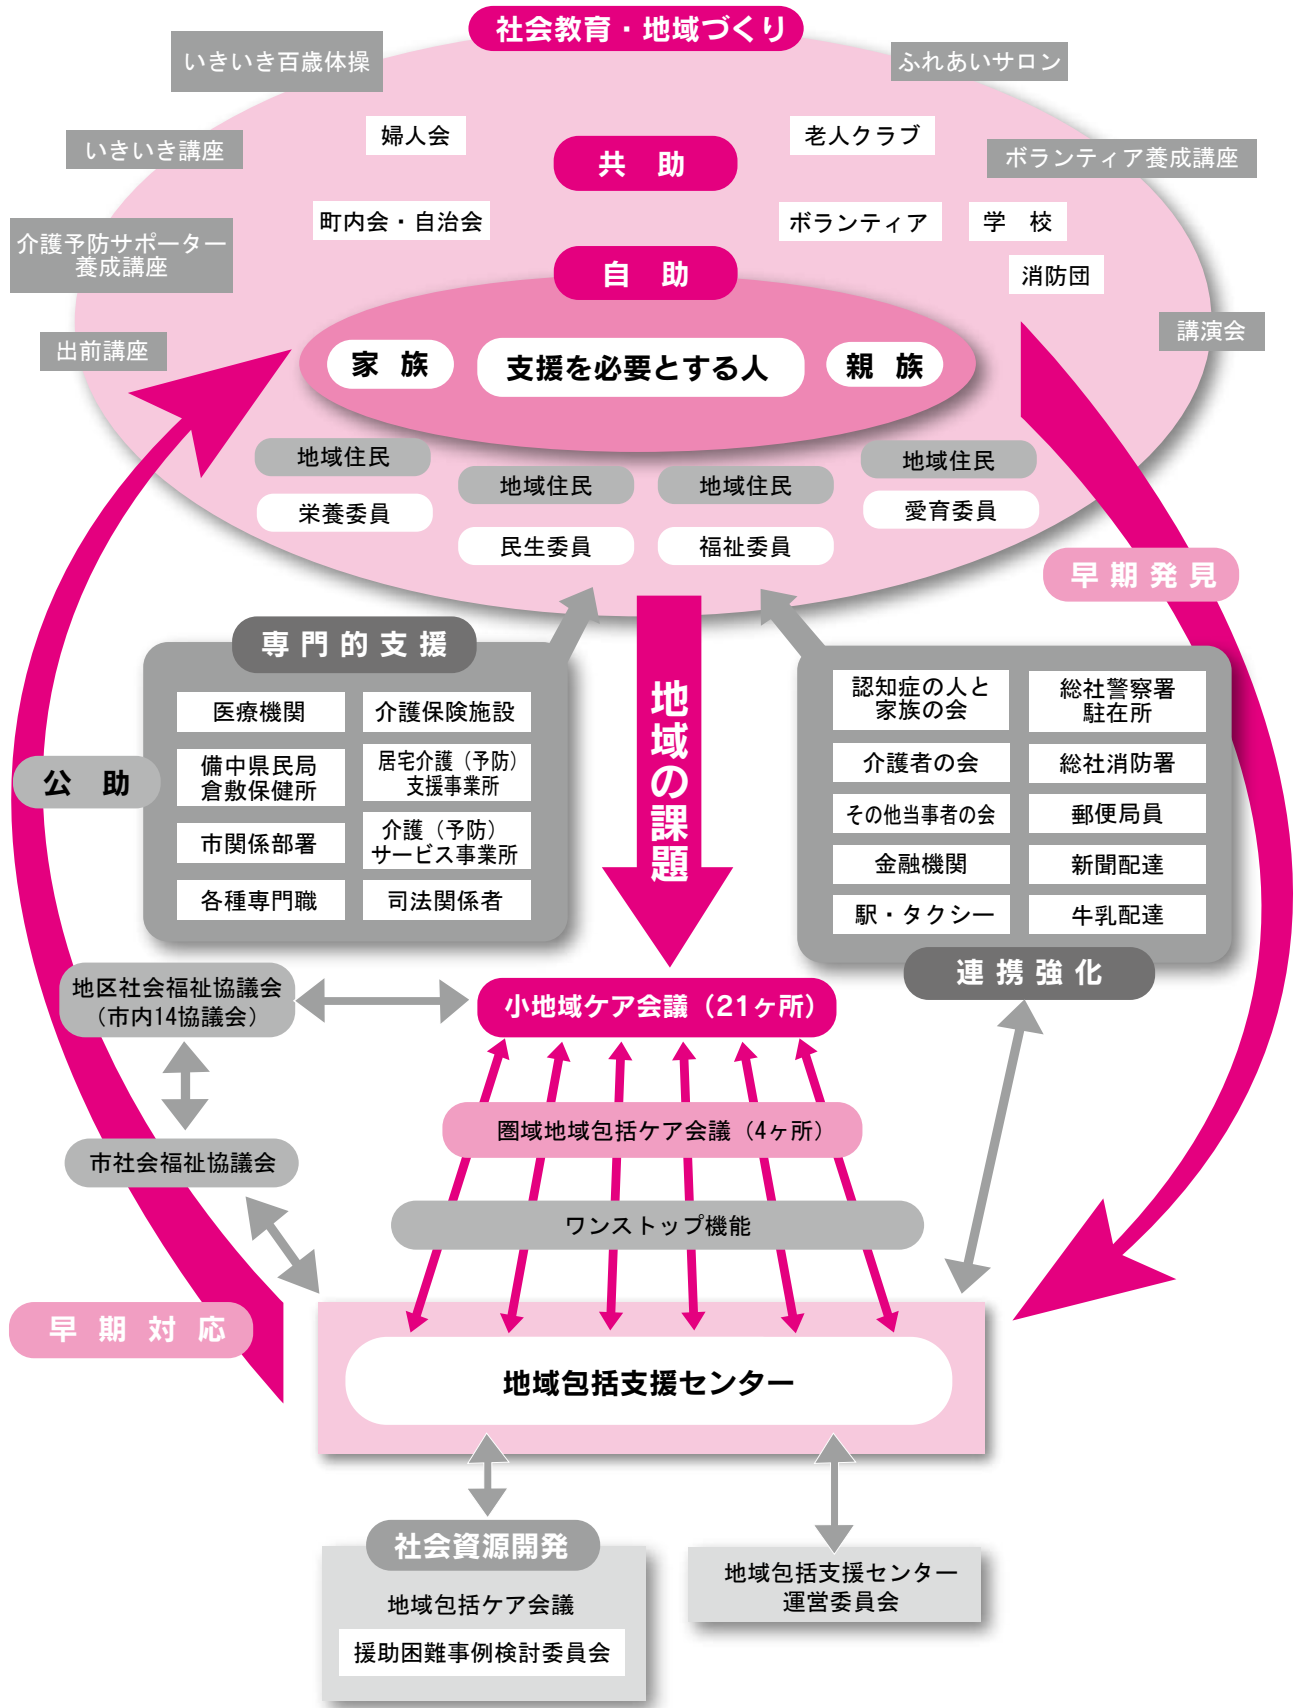 社会教育・地域づくり
いきいき百歳体操
ふれあいサロン
いきいき講座
婦人会
共　助
老人クラブ
ボランティア養成講座
介護予防サポーター
養成講座
町内会・自治会
ボランティア
学　校
自　助
消防団
出前講座
講演会
家　族
支援を必要とする人
親　族
地域住民
栄養委員
地域住民
民生委員
地域住民
福祉委員
地域住民
愛育委員
早期発見
専門的支援
公　助
医療機関
介護保険施設
備中県民局
倉敷保健所
居宅介護（予防）
支援事業所
市関係部署
介護（予防）
サービス事業所
各種専門職
司法関係者
地域の課題
認知症の人と
家族の会
総社警察署
駐在所
介護者の会
総社消防署
その他当事者の会
郵便局員
金融機関
新聞配達
駅・タクシー
牛乳配達
連携強化
地区社会福祉協議会
（市内14協議会）
小地域ケア会議（21ヶ所）
圏域地域包括ケア会議（4ヶ所）
市社会福祉協議会
ワンストップ機能
早期対応
地域包括支援センター
社会資源開発
地域包括ケア会議
援助困難事例検討委員会
地域包括支援センター
運営委員会